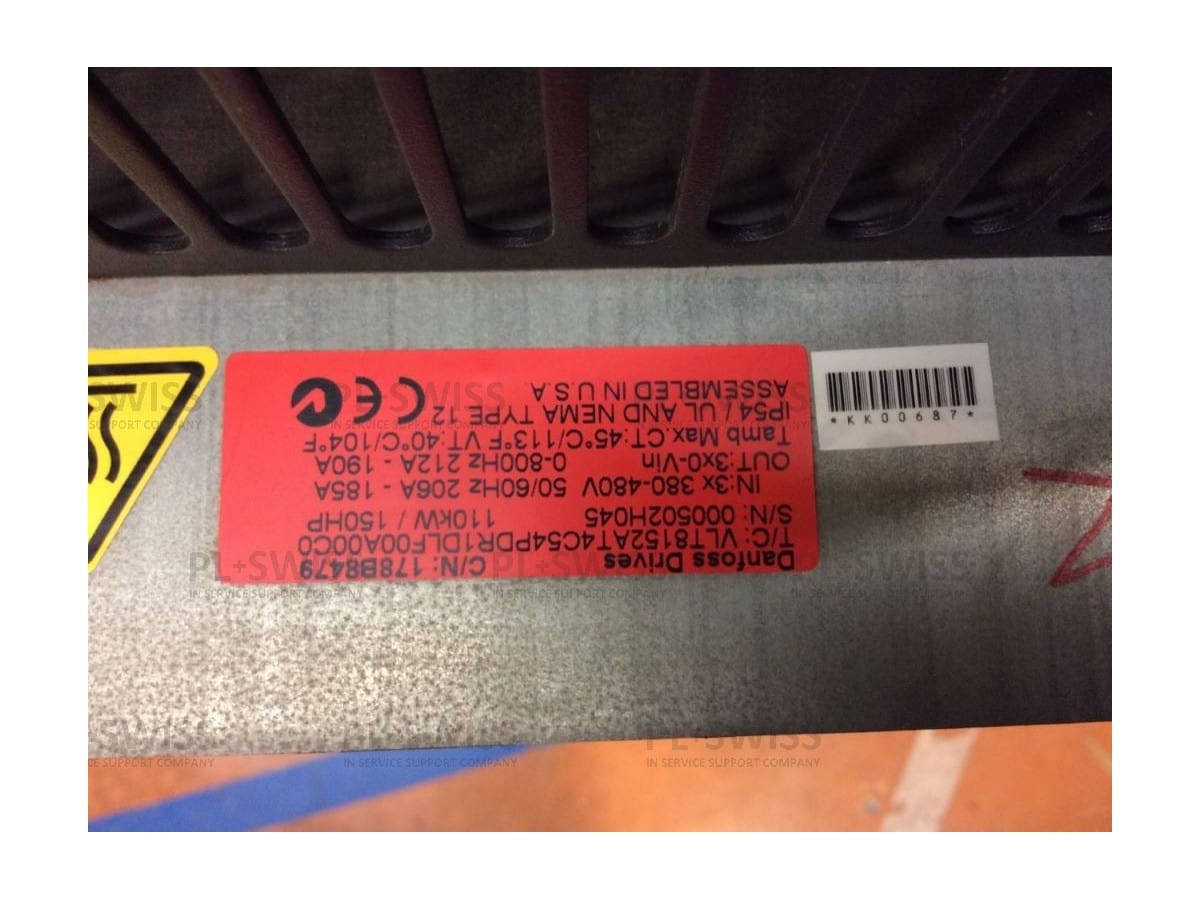 Danfoss Drives C/N: 178B8479
T/C: VLT8152AT4C54PDR1DLF00A00C0
S/N: 000502H045 110kW / 150HP
IN:3x 380-480V 50/60Hz 206A - 185A
OUT:3x0-Vin 0-800Hz 212A - 190A
Tamb Max.CT:45°C/113°F VT:40°C/104°F
IP54 / UL AND NEMA TYPE 12
ASSEMBLED IN U.S.A. CE
*KK00687*
PL+SWISS
IN SERVICE SUPPORT COMPANY